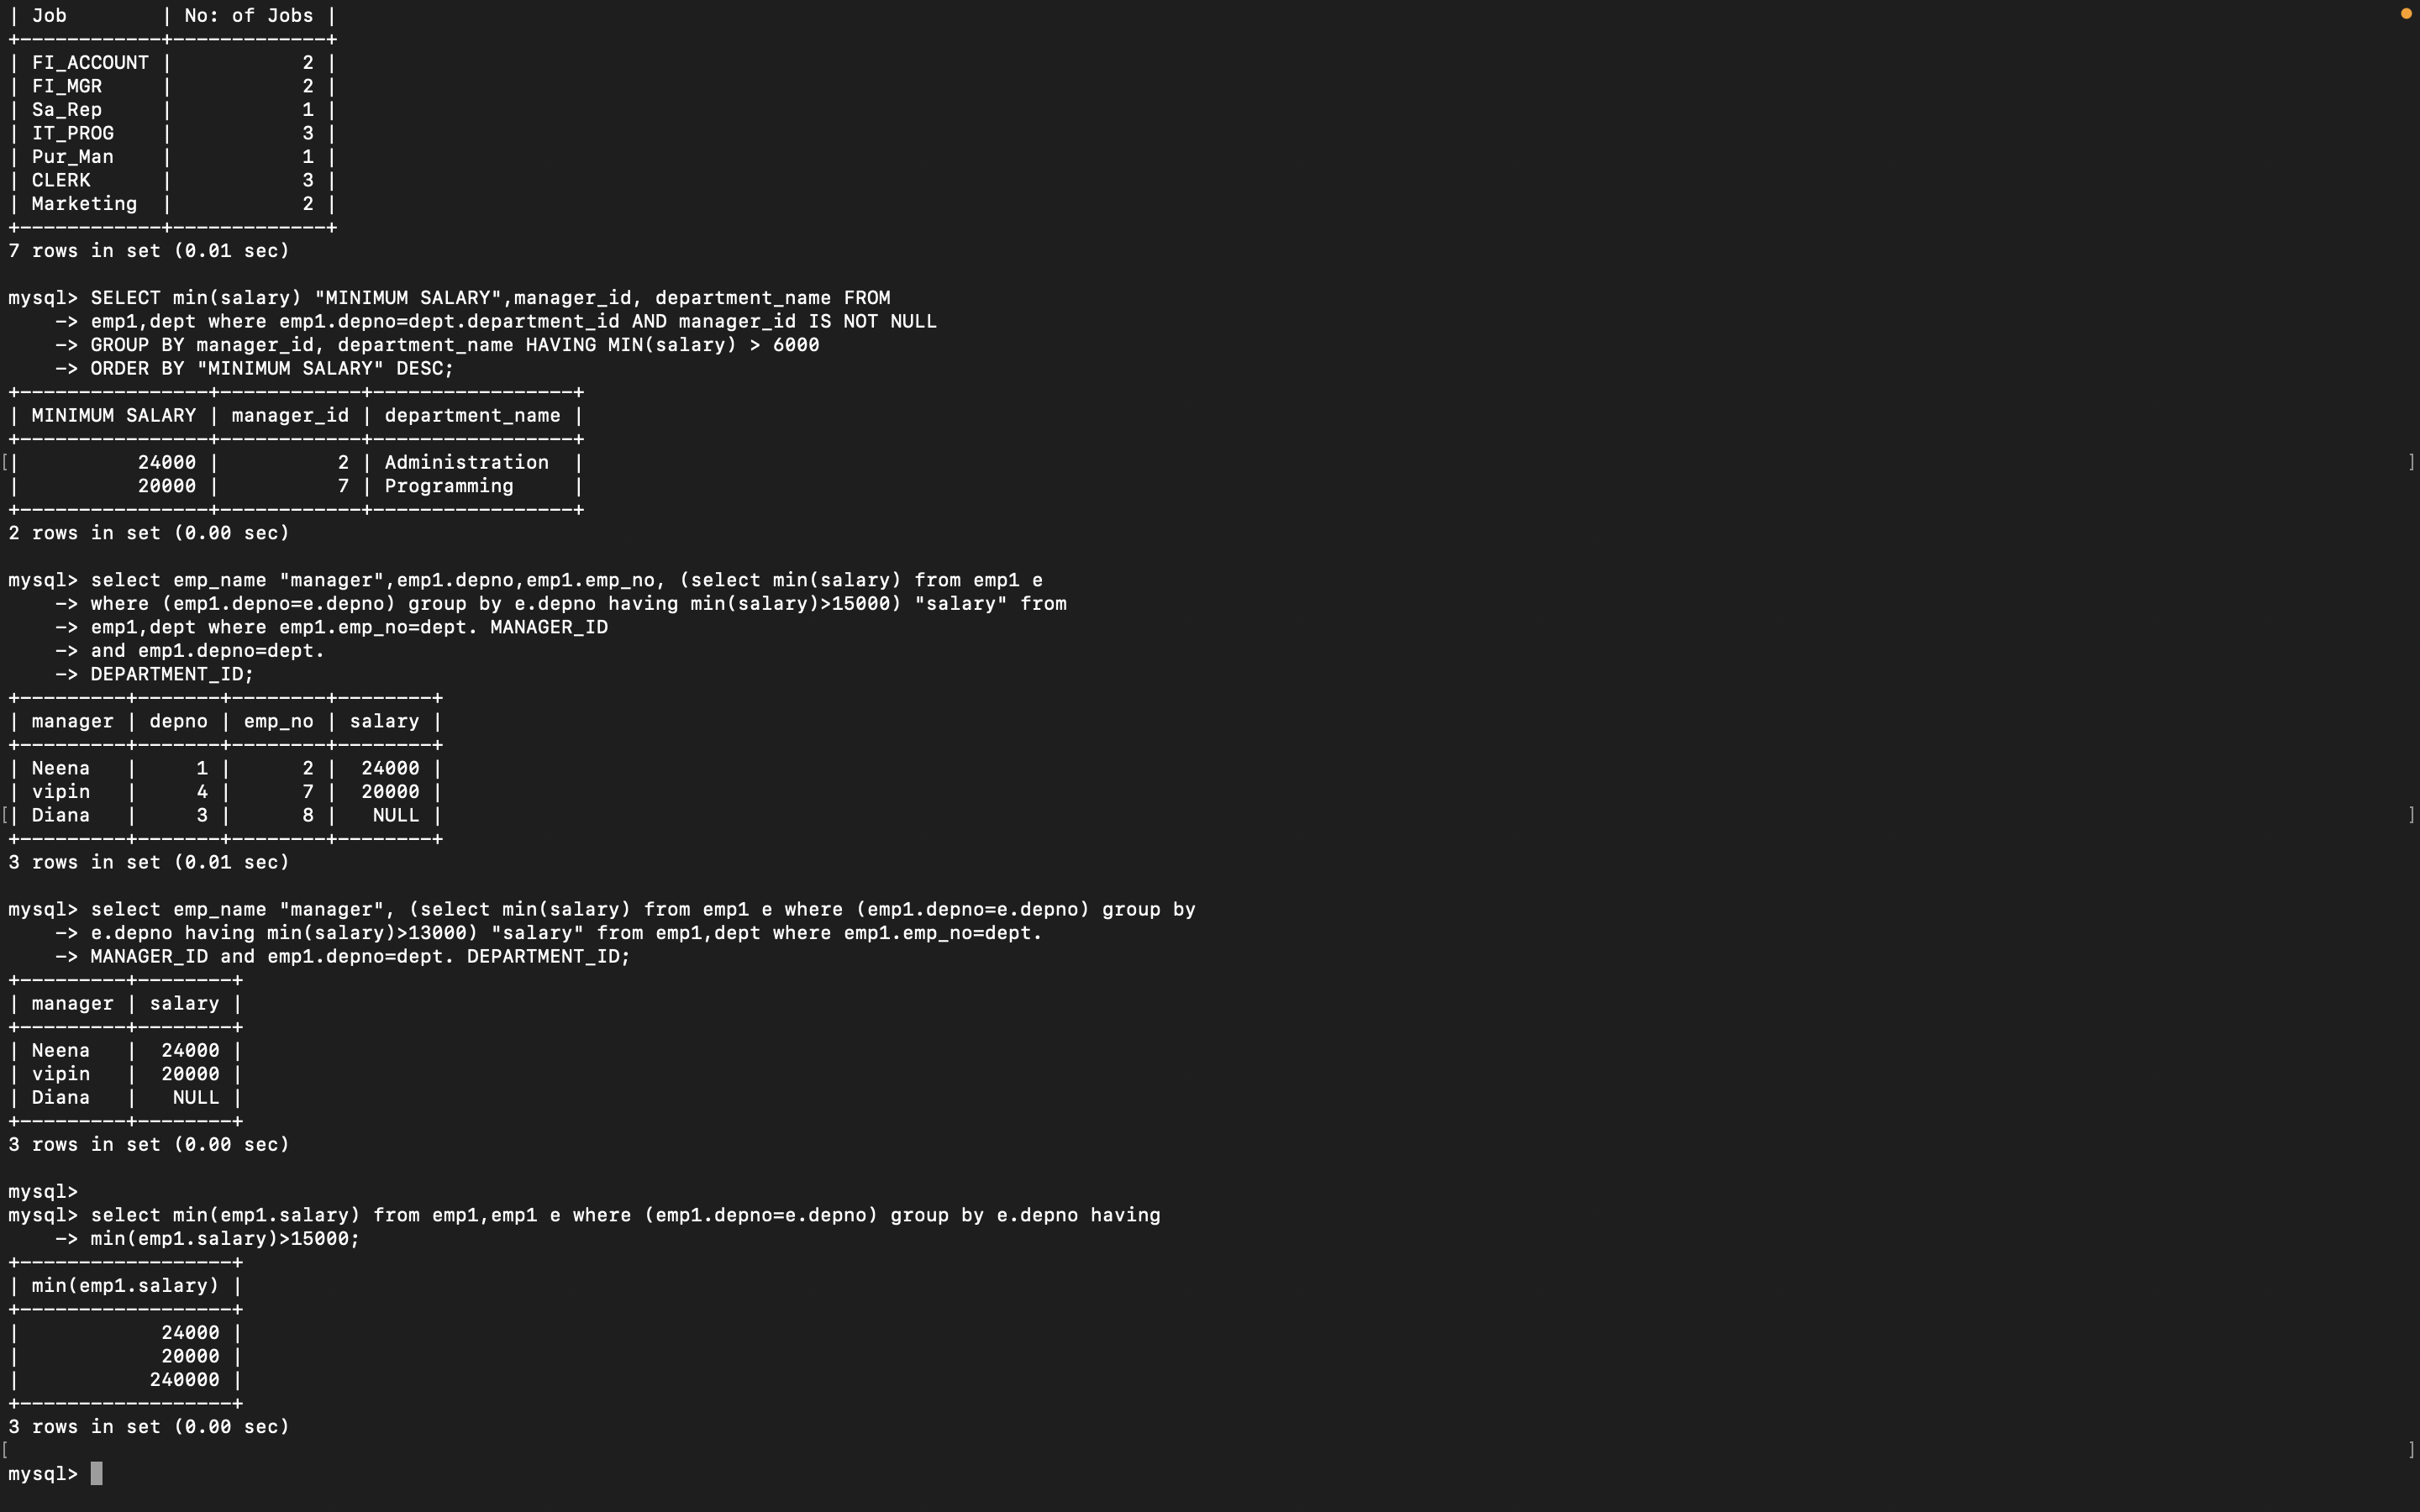 | Job        | No: of Jobs |
+------------+-------------+
| FI_ACCOUNT |           2 |
| FI_MGR     |           2 |
| Sa_Rep     |           1 |
| IT_PROG    |           3 |
| Pur_Man    |           1 |
| CLERK      |           3 |
| Marketing  |           2 |
+------------+-------------+
7 rows in set (0.01 sec)

mysql> SELECT min(salary) "MINIMUM SALARY",manager_id, department_name FROM
    -> emp1,dept where emp1.depno=dept.department_id AND manager_id IS NOT NULL
    -> GROUP BY manager_id, department_name HAVING MIN(salary) > 6000
    -> ORDER BY "MINIMUM SALARY" DESC;
+----------------+------------+-----------------+
| MINIMUM SALARY | manager_id | department_name |
+----------------+------------+-----------------+
[|          24000 |          2 | Administration  | ]
|          20000 |          7 | Programming     |
+----------------+------------+-----------------+
2 rows in set (0.00 sec)

mysql> select emp_name "manager",emp1.depno,emp1.emp_no, (select min(salary) from emp1 e
    -> where (emp1.depno=e.depno) group by e.depno having min(salary)>15000) "salary" from
    -> emp1,dept where emp1.emp_no=dept. MANAGER_ID
    -> and emp1.depno=dept.
    -> DEPARTMENT_ID;
+---------+-------+--------+--------+
| manager | depno | emp_no | salary |
+---------+-------+--------+--------+
| Neena   |     1 |      2 |  24000 |
| vipin   |     4 |      7 |  20000 |
[| Diana   |     3 |      8 |   NULL | ]
+---------+-------+--------+--------+
3 rows in set (0.01 sec)

mysql> select emp_name "manager", (select min(salary) from emp1 e where (emp1.depno=e.depno) group by
    -> e.depno having min(salary)>13000) "salary" from emp1,dept where emp1.emp_no=dept.
    -> MANAGER_ID and emp1.depno=dept. DEPARTMENT_ID;
+---------+--------+
| manager | salary |
+---------+--------+
| Neena   |  24000 |
| vipin   |  20000 |
| Diana   |   NULL |
+---------+--------+
3 rows in set (0.00 sec)

mysql>
mysql> select min(emp1.salary) from emp1,emp1 e where (emp1.depno=e.depno) group by e.depno having
    -> min(emp1.salary)>15000;
+------------------+
| min(emp1.salary) |
+------------------+
|            24000 |
|            20000 |
|           240000 |
+------------------+
3 rows in set (0.00 sec)
[ ]
mysql>